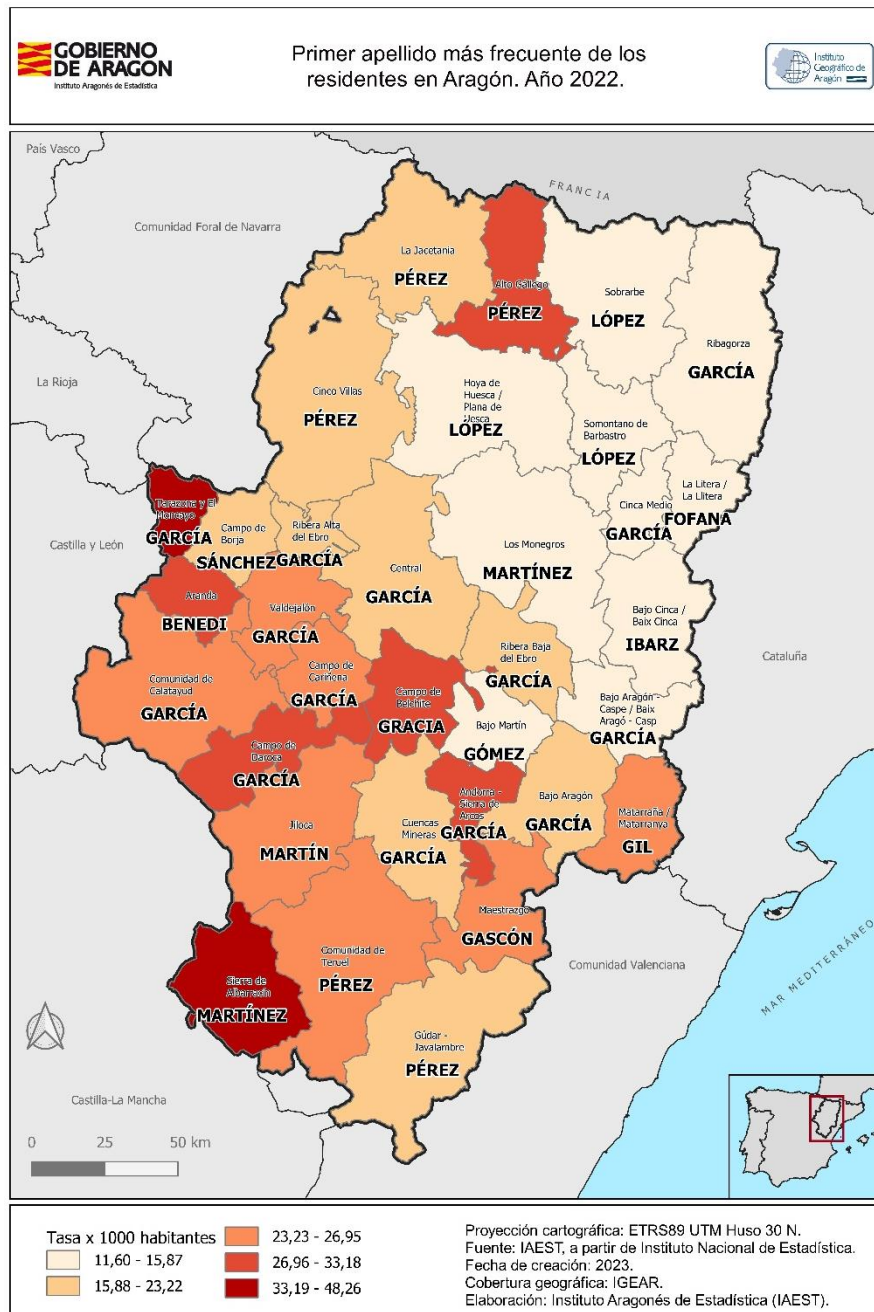 GOBIERNO
DE ARAGON
Instituto Aragonés de Estadística
Primer apellido más frecuente de los
residentes en Aragón. Año 2022.
Instituto
Geográfico de
Aragón
País Vasco
FRANCIA
Comunidad Foral de Navarra
La Jacetania
PÉREZ
Alto Gállego
PÉREZ
Sobrarbe
LÓPEZ
Ribagorza
GARCÍA
La Rioja
Cinco Villas
PÉREZ
Hoya de
Huesca /
Plana de
Uesca
LÓPEZ
Somontano de
Barbastro
LÓPEZ
La Litera /
La Llitera
FOFANA
Cinca Medio
GARCÍA
Tarazona y El
Moncayo
GARCÍA
Campo de
Borja
SÁNCHEZ
Ribera Alta
del Ebro
GARCÍA
Castilla y León
Los Monegros
MARTÍNEZ
Central
GARCÍA
Aranda
BENEDI
Valdejalón
GARCÍA
Bajo Cinca /
Baix Cinca
IBARZ
Cataluña
Ribera Baja
del Ebro
GARCÍA
Comunidad de
Calatayud
GARCÍA
Campo de
Cariñena
GARCÍA
Campo de
Belchite
GRACIA
Bajo Aragón -
Caspe / Baix
Aragó - Casp
GARCÍA
Bajo Martín
GÓMEZ
Campo de
Daroca
GARCÍA
Andorra -
Sierra de
Arcos
GARCÍA
Bajo Aragón
GARCÍA
Matarraña /
Matarranya
GIL
Jiloca
MARTÍN
Cuencas
Mineras
GARCÍA
Maestrazgo
GASCÓN
Comunidad de
Teruel
PÉREZ
Comunidad Valenciana
MAR MEDITERRÁNEO
Sierra de
Albarracín
MARTÍNEZ
Gúdar -
Javalambre
PÉREZ
Castilla-La Mancha
0 25 50 km
Tasa x 1000 habitantes
11,60 - 15,87
15,88 - 23,22
23,23 - 26,95
26,96 - 33,18
33,19 - 48,26
Proyección cartográfica: ETRS89 UTM Huso 30 N.
Fuente: IAEST, a partir de Instituto Nacional de Estadística.
Fecha de creación: 2023.
Cobertura geográfica: IGEAR.
Elaboración: Instituto Aragonés de Estadística (IAEST).